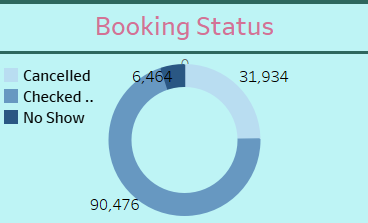 Booking Status
0
Cancelled
6,464
31,934
Checked ..
No Show
90,476